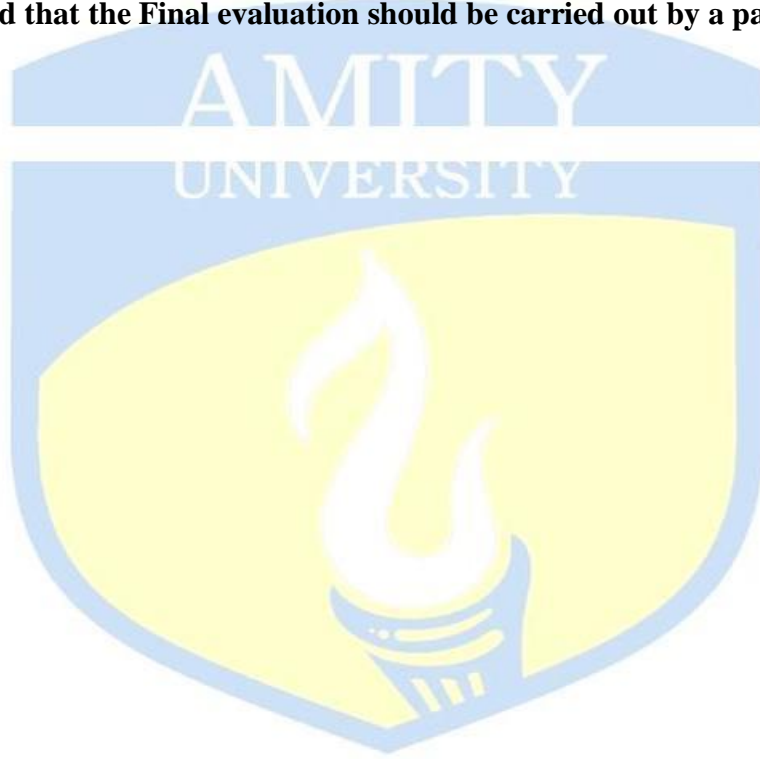 d that the Final evaluation should be carried out by a pa
AMITY
UNIVERSITY